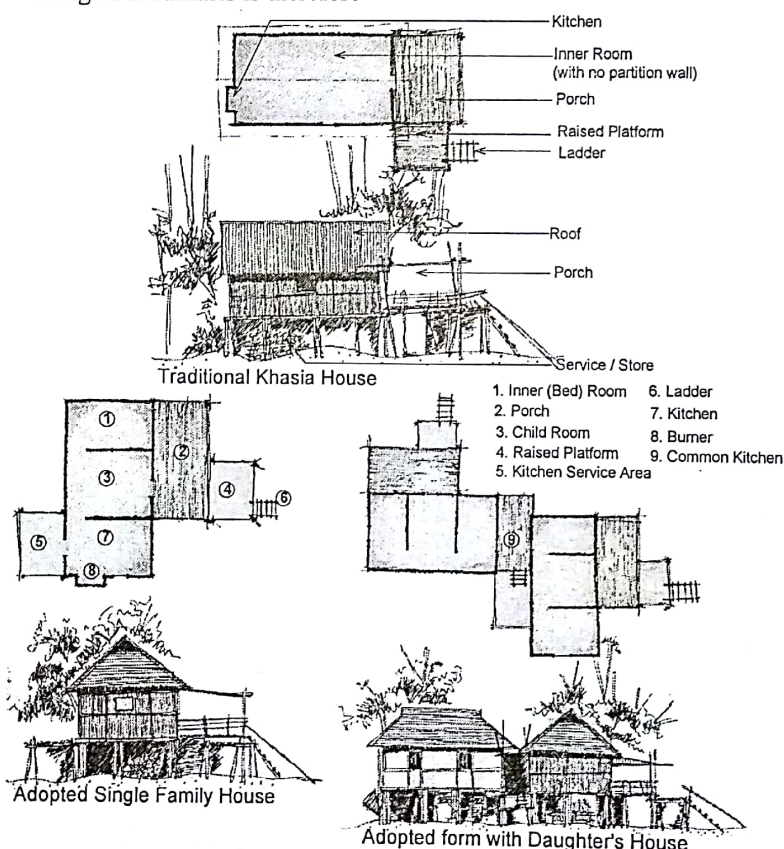 Kitchen
Inner Room
(with no partition wall)
Porch
Raised Platform
Ladder
Roof
Porch
Service / Store
Traditional Khasia House
1. Inner (Bed) Room
2. Porch
3. Child Room
4. Raised Platform
5. Kitchen Service Area
6. Ladder
7. Kitchen
8. Burner
9. Common Kitchen
1
2
3
4
5
6
7
8
9
Adopted Single Family House
Adopted form with Daughter's House